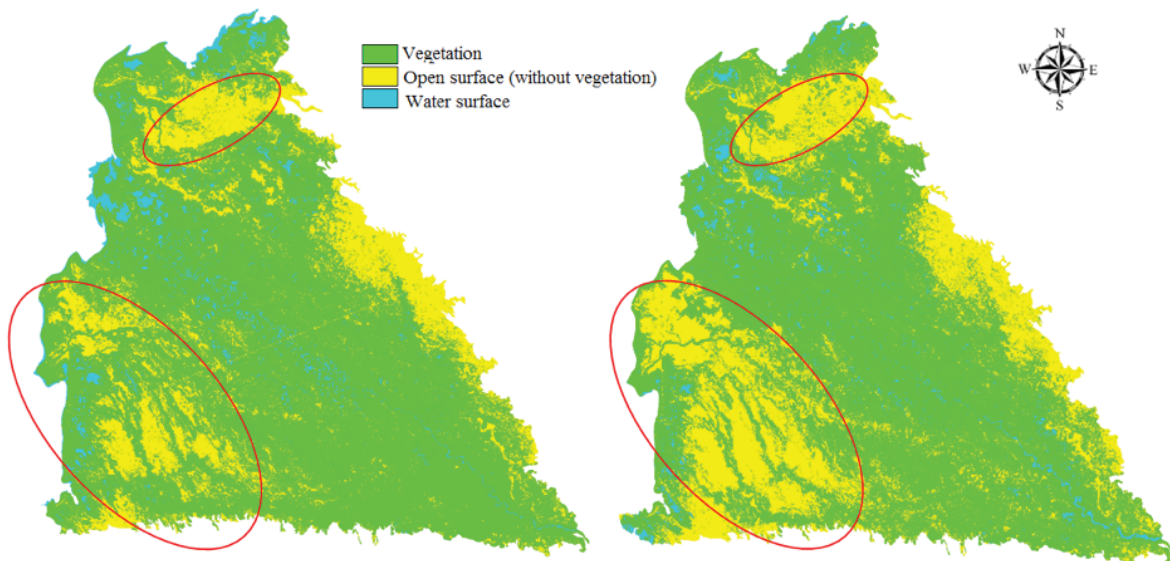 Vegetation
Open surface (without vegetation)
Water surface
N
W E
S